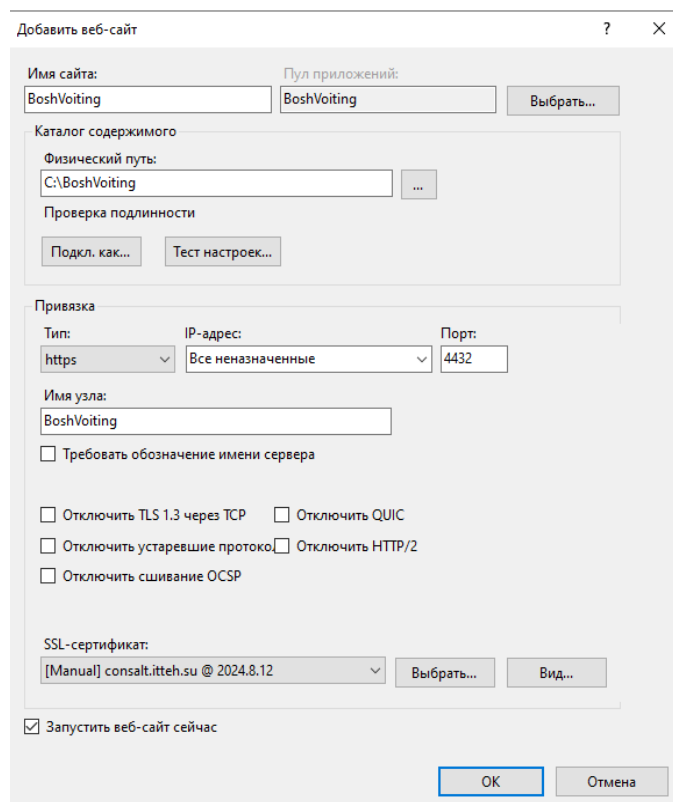 Добавить веб-сайт ? ×
Имя сайта: Пул приложений:
BoshVoiting BoshVoiting Выбрать...
Каталог содержимого
Физический путь:
C:\BoshVoiting ...
Проверка подлинности
Подкл. как... Тест настроек...
Привязка
Тип: IP-адрес: Порт:
https Все неназначенные 4432
Имя узла:
BoshVoiting
Требовать обозначение имени сервера
Отключить TLS 1.3 через TCP Отключить QUIC
Отключить устаревшие протоко. Отключить HTTP/2
Отключить сшивание OCSP
SSL-сертификат:
[Manual] consalt.itteh.su @ 2024.8.12 Выбрать... Вид...
Запустить веб-сайт сейчас
OK Отмена